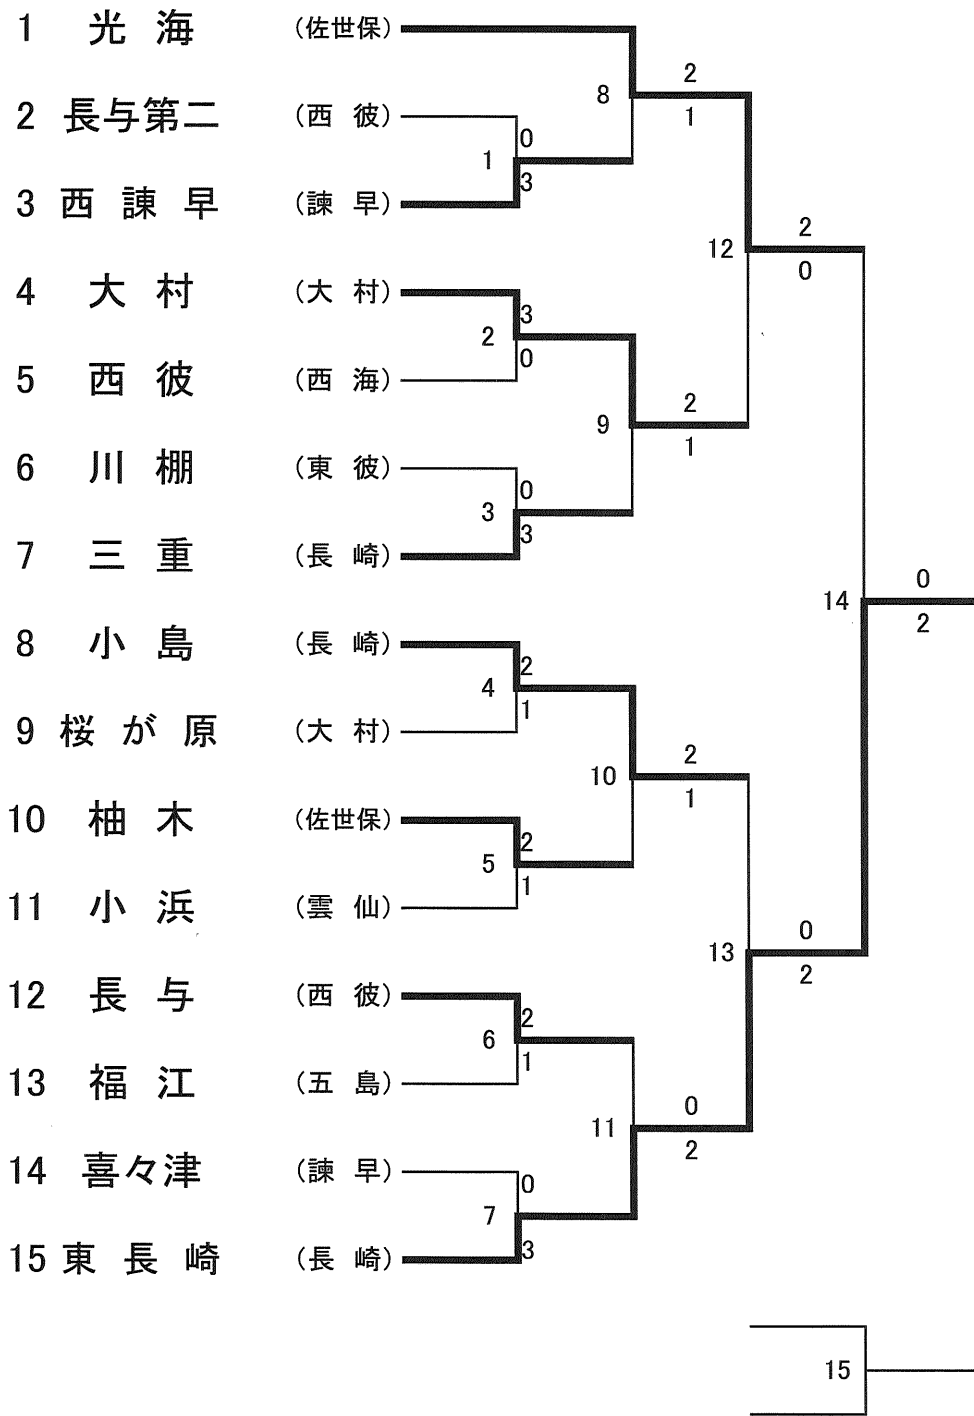 1 光 海 （佐世保）
2 長与第二 （西 彼）
3 西 諫 早 （諫 早）
4 大 村 （大 村）
5 西 彼 （西 海）
6 川 棚 （東 彼）
7 三 重 （長 崎）
8 小 島 （長 崎）
9 桜 が 原 （大 村）
10 柚 木 （佐世保）
11 小 浜 （雲 仙）
12 長 与 （西 彼）
13 福 江 （五 島）
14 喜々津 （諫 早）
15 東 長 崎 （長 崎）
0
1
3
3
2
0
0
3
3
2
4
1
2
5
1
2
6
1
0
7
3
2
8
1
2
9
1
2
10
1
0
11
2
2
12
0
0
13
2
0
14
2
15